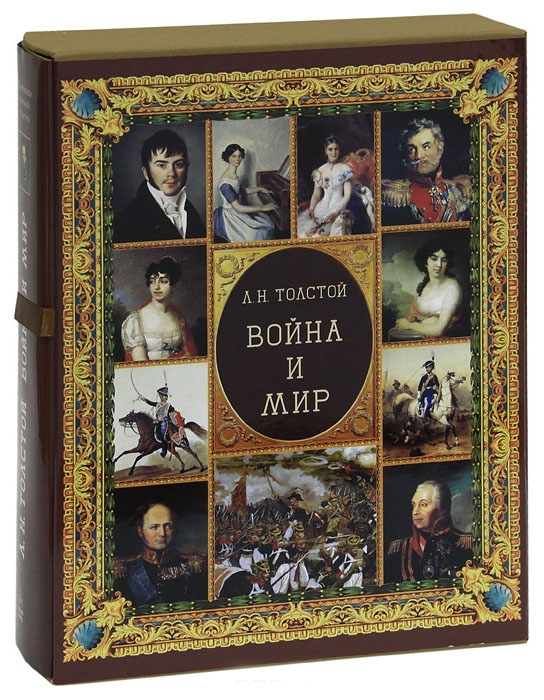 Л.Н. ТОЛСТОЙ
ВОЙНА
И
МИР
Л. Н. ТОЛСТОЙ ВОЙНА И МИР